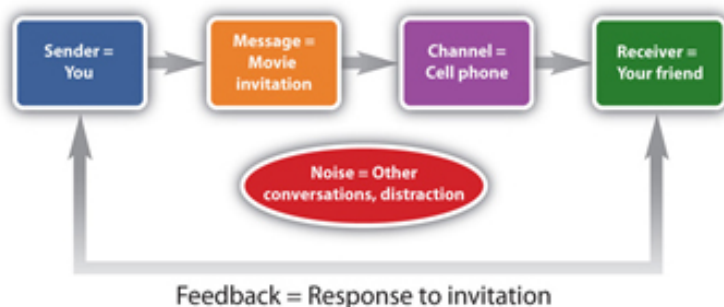 Sender =
You
Message =
Movie
invitation
Channel =
Cell phone
Receiver =
Your friend
Noise = Other
conversations, distraction
Feedback = Response to invitation